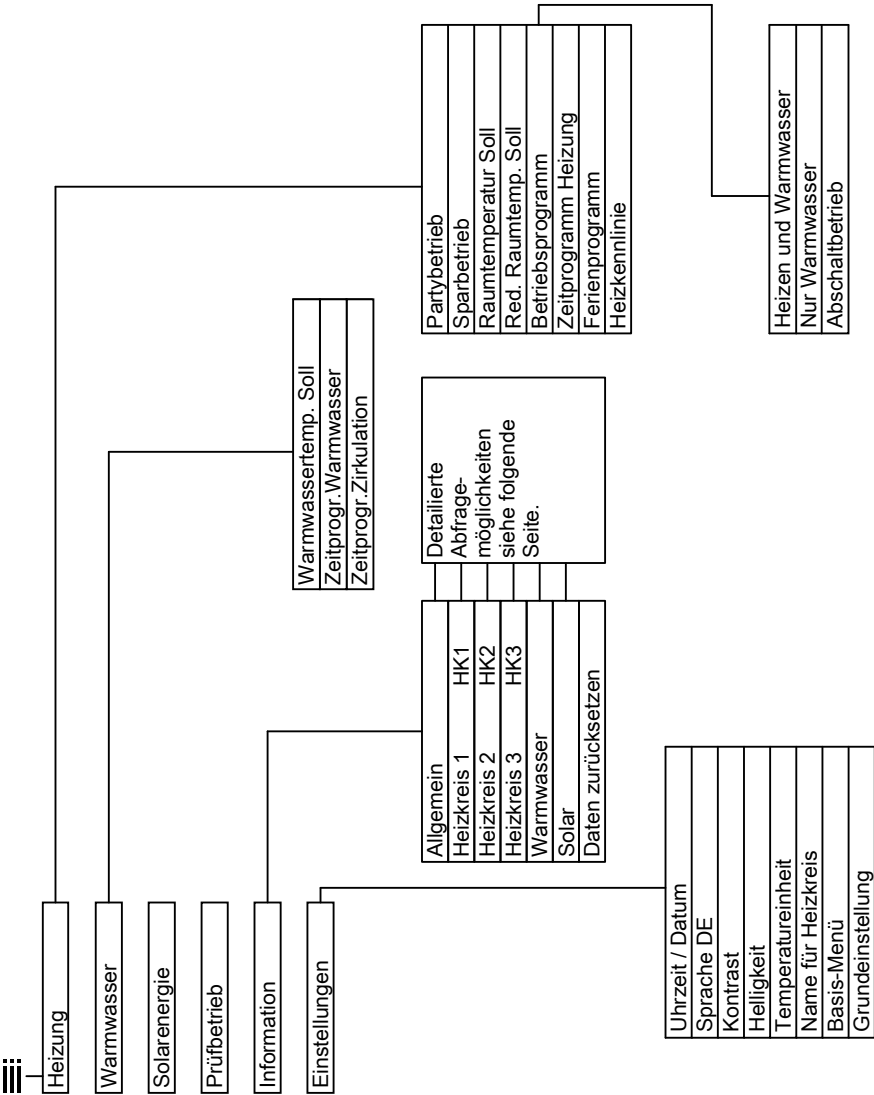 Heizung
Warmwasser
Solarenergie
Prüfbetrieb
Information
Einstellungen
Partybetrieb
Sparbetrieb
Raumtemperatur Soll
Red. Raumtemp. Soll
Betriebsprogramm
Zeitprogramm Heizung
Ferienprogramm
Heizkennlinie
Heizen und Warmwasser
Nur Warmwasser
Abschaltbetrieb
Warmwassertemp. Soll
Zeitprogr.Warmwasser
Zeitprogr.Zirkulation
Allgemein
Heizkreis 1 HK1
Heizkreis 2 HK2
Heizkreis 3 HK3
Warmwasser
Solar
Daten zurücksetzen
Detailierte
Abfrage-
möglichkeiten
siehe folgende
Seite.
Uhrzeit / Datum
Sprache DE
Kontrast
Helligkeit
Temperatureinheit
Name für Heizkreis
Basis-Menü
Grundeinstellung